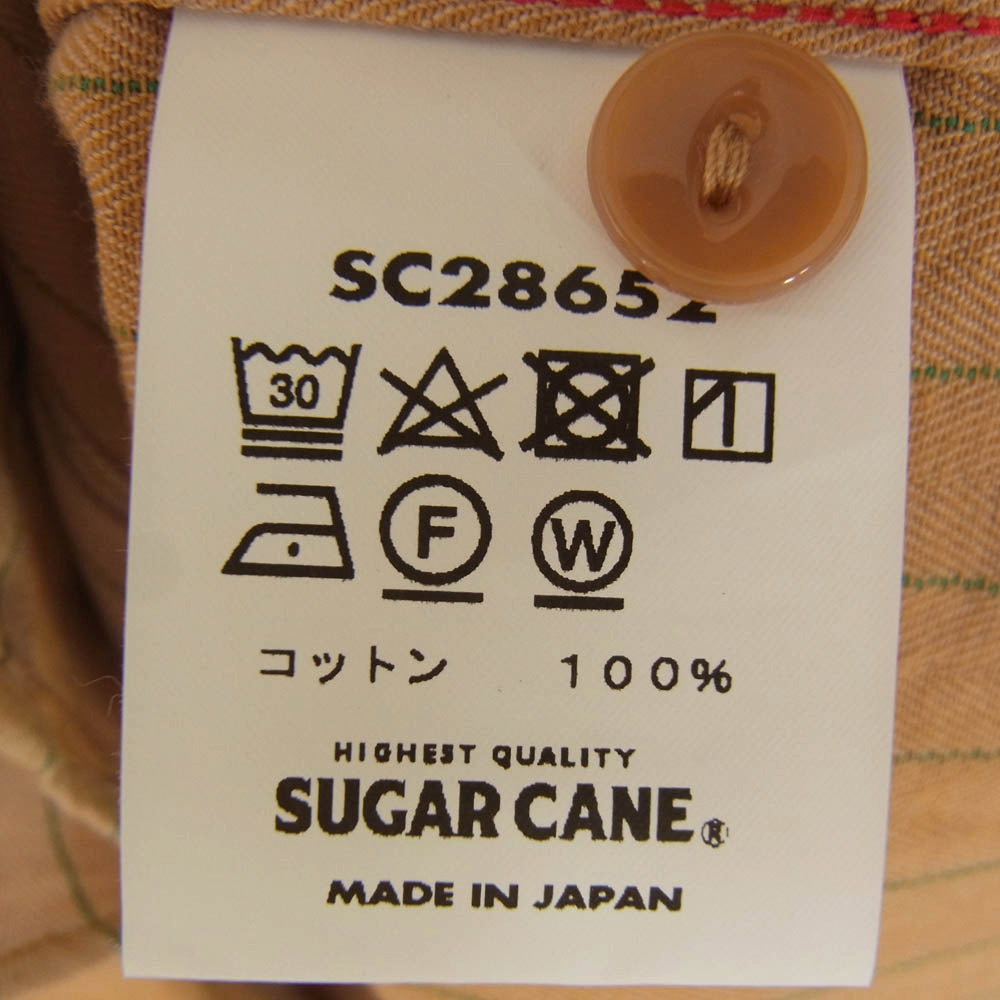 SC28652
30
F W
コットン 100%
HIGHEST QUALITY
SUGAR CANE®
MADE IN JAPAN